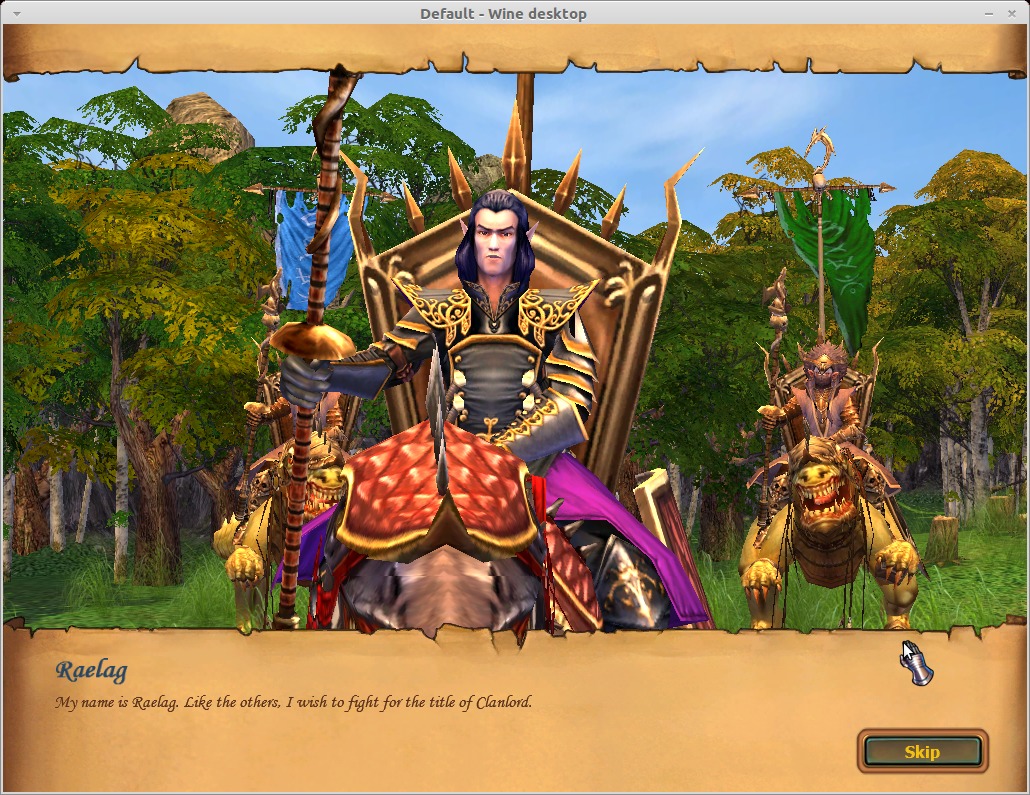 Default - Wine desktop
Raelag
My name is Raelag. Like the others, I wish to fight for the title of Clanlord.
Skip